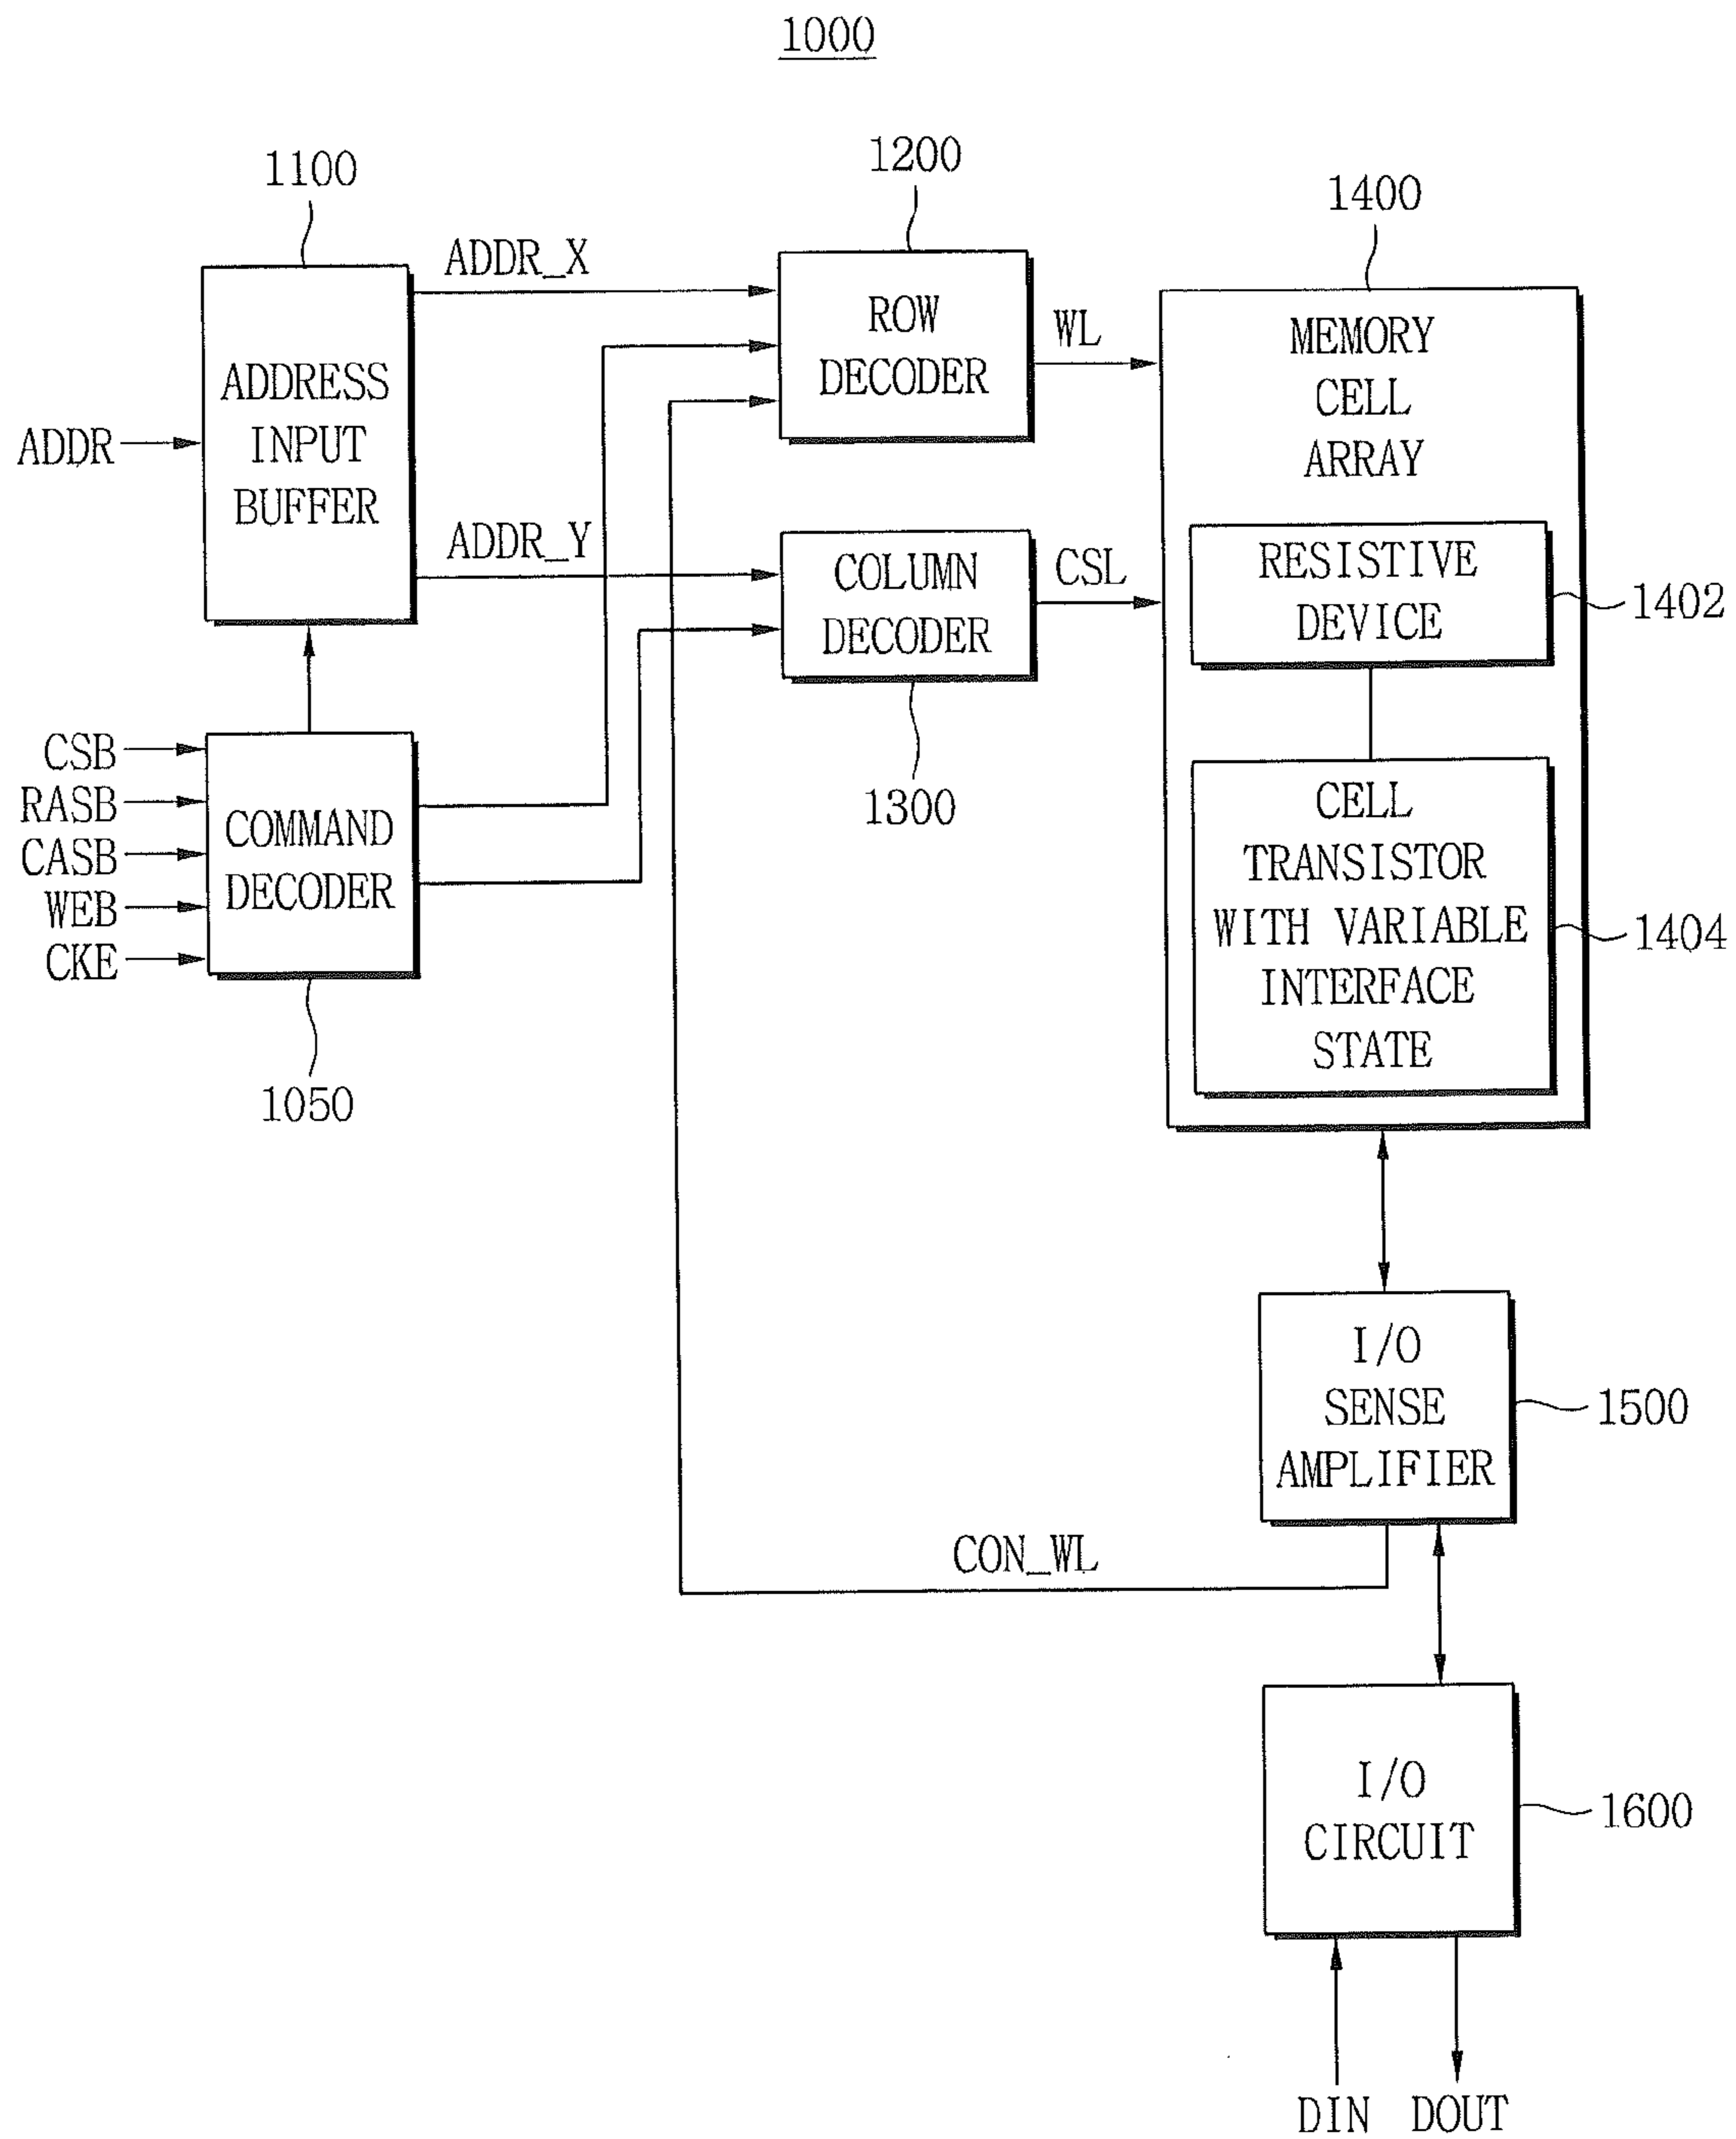 1000
1100
1200
1400
ADDR_X
ADDRESS
INPUT
BUFFER
ADDR
ROW
DECODER
WL
MEMORY
CELL
ARRAY
ADDR_Y
COLUMN
DECODER
CSL
1300
RESISTIVE
DEVICE
1402
CSB
RASB
CASB
WEB
CKE
COMMAND
DECODER
1050
CELL
TRANSISTOR
WITH VARIABLE
INTERFACE
STATE
1404
I/O
SENSE
AMPLIFIER
1500
CON_WL
I/O
CIRCUIT
1600
DIN
DOUT